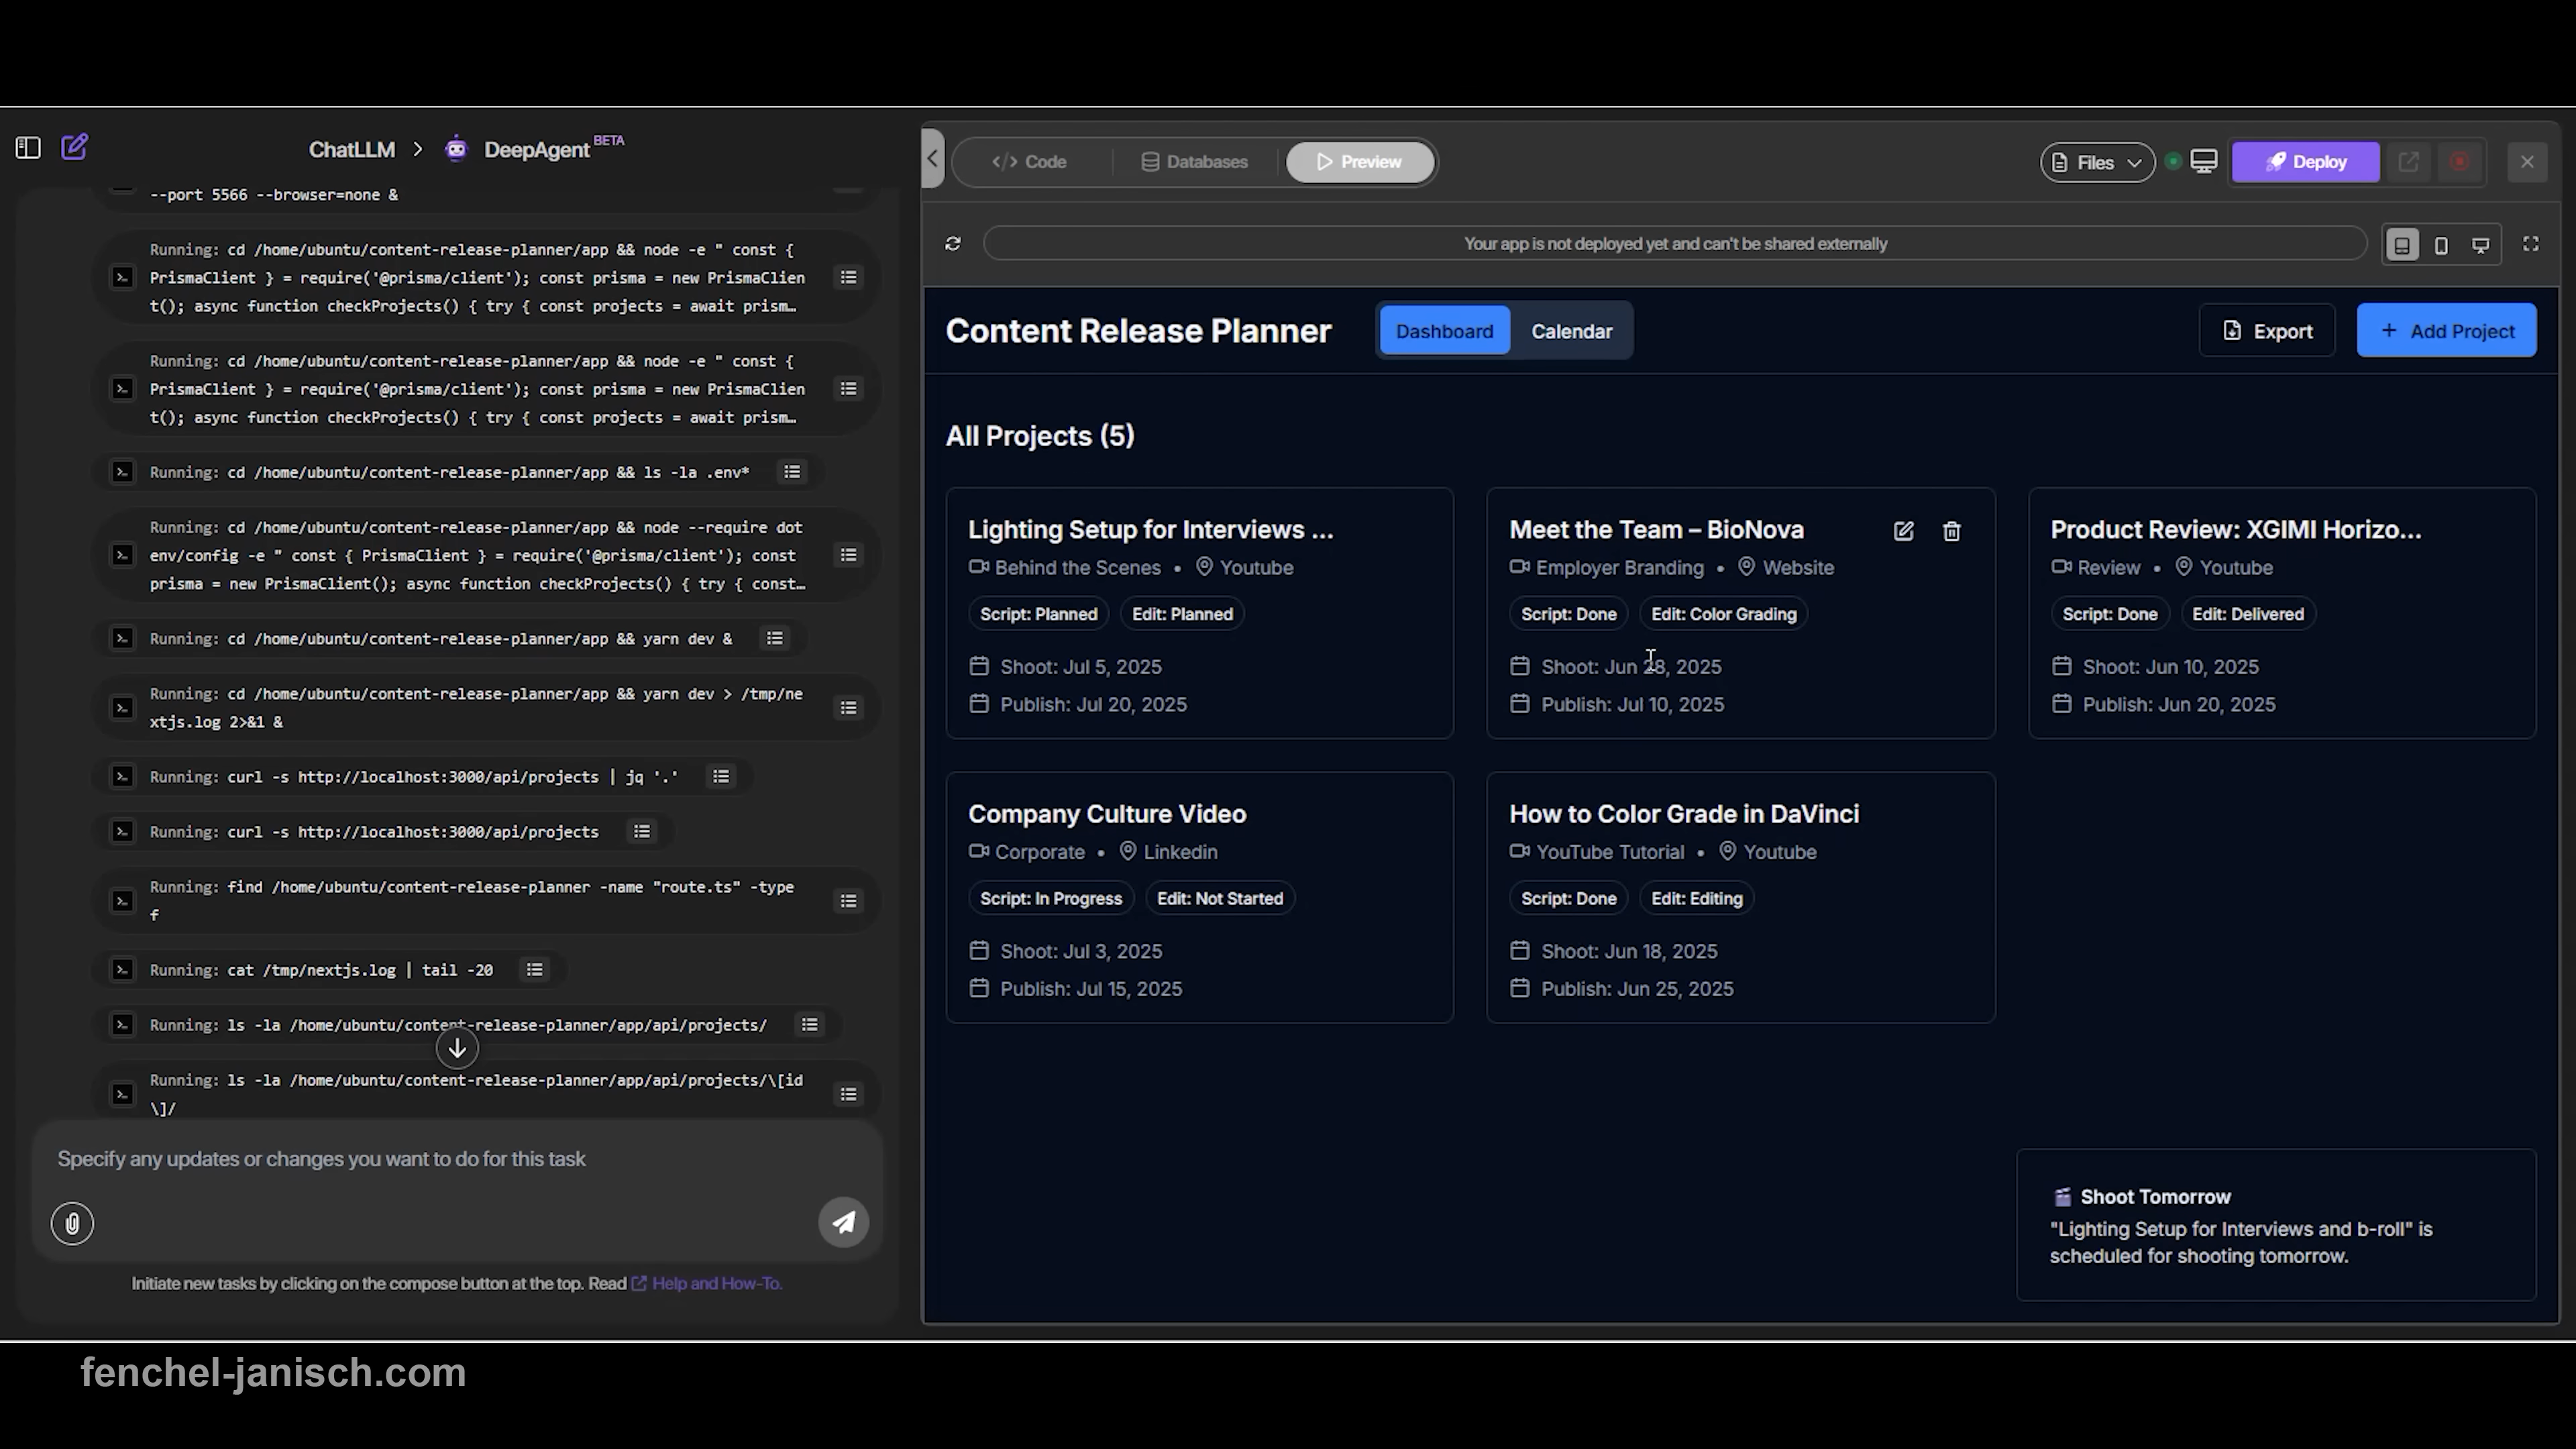 ChatLLM > DeepAgent BETA
--port 5566 --browser=none &
Running: cd /home/ubuntu/content-release-planner/app && node -e " const {
PrismaClient } = require('@prisma/client'); const prisma = new PrismaClien
t(); async function checkProjects() { try { const projects = await prism…
Running: cd /home/ubuntu/content-release-planner/app && node -e " const {
PrismaClient } = require('@prisma/client'); const prisma = new PrismaClien
t(); async function checkProjects() { try { const projects = await prism…
Running: cd /home/ubuntu/content-release-planner/app && ls -la .env*
Running: cd /home/ubuntu/content-release-planner/app && node --require dot
env/config -e " const { PrismaClient } = require('@prisma/client'); const
prisma = new PrismaClient(); async function checkProjects() { try { const…
Running: cd /home/ubuntu/content-release-planner/app && yarn dev &
Running: cd /home/ubuntu/content-release-planner/app && yarn dev > /tmp/ne
xtjs.log 2>&1 &
Running: curl -s http://localhost:3000/api/projects | jq '.'
Running: curl -s http://localhost:3000/api/projects
Running: find /home/ubuntu/content-release-planner -name "route.ts" -type
f
Running: cat /tmp/nextjs.log | tail -20
Running: ls -la /home/ubuntu/content-release-planner/app/api/projects/
Running: ls -la /home/ubuntu/content-release-planner/app/api/projects/\[id
\]/
Specify any updates or changes you want to do for this task
Initiate new tasks by clicking on the compose button at the top. Read Help and How-To.
</> Code Databases Preview
Files Deploy
Your app is not deployed yet and can't be shared externally
Content Release Planner Dashboard Calendar Export + Add Project
All Projects (5)
Lighting Setup for Interviews ...
Behind the Scenes • Youtube
Script: Planned Edit: Planned
Shoot: Jul 5, 2025
Publish: Jul 20, 2025
Meet the Team – BioNova
Employer Branding • Website
Script: Done Edit: Color Grading
Shoot: Jun 28, 2025
Publish: Jul 10, 2025
Product Review: XGIMI Horizo...
Review • Youtube
Script: Done Edit: Delivered
Shoot: Jun 10, 2025
Publish: Jun 20, 2025
Company Culture Video
Corporate • Linkedin
Script: In Progress Edit: Not Started
Shoot: Jul 3, 2025
Publish: Jul 15, 2025
How to Color Grade in DaVinci
YouTube Tutorial • Youtube
Script: Done Edit: Editing
Shoot: Jun 18, 2025
Publish: Jun 25, 2025
Shoot Tomorrow
"Lighting Setup for Interviews and b-roll" is
scheduled for shooting tomorrow.
fenchel-janisch.com